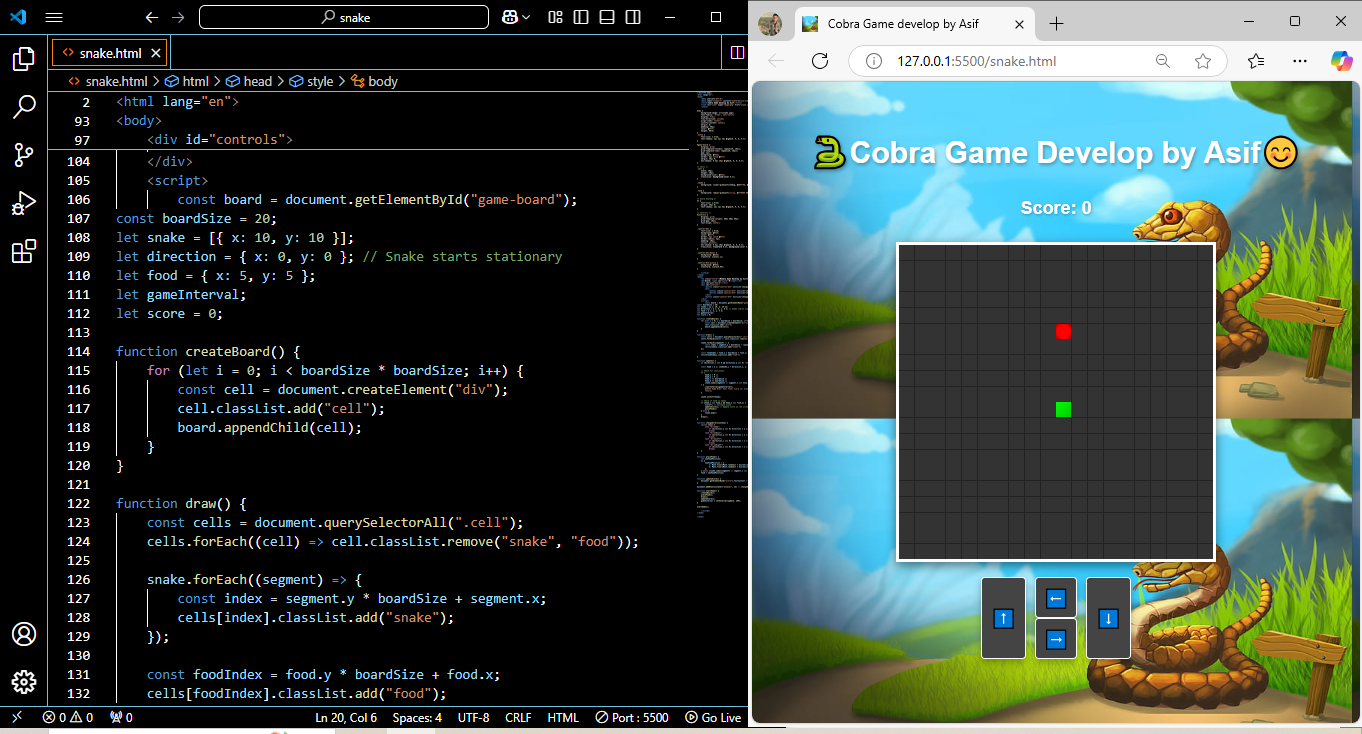 snake
snake.html
snake.html > html > head > style > body
2 <html lang="en">
93 <body>
97 <div id="controls">
104 </div>
105 <script>
106 const board = document.getElementById("game-board");
107 const boardSize = 20;
108 let snake = [{ x: 10, y: 10 }];
109 let direction = { x: 0, y: 0 }; // Snake starts stationary
110 let food = { x: 5, y: 5 };
111 let gameInterval;
112 let score = 0;
113
114 function createBoard() {
115 for (let i = 0; i < boardSize * boardSize; i++) {
116 const cell = document.createElement("div");
117 cell.classList.add("cell");
118 board.appendChild(cell);
119 }
120 }
121
122 function draw() {
123 const cells = document.querySelectorAll(".cell");
124 cells.forEach((cell) => cell.classList.remove("snake", "food"));
125
126 snake.forEach((segment) => {
127 const index = segment.y * boardSize + segment.x;
128 cells[index].classList.add("snake");
129 });
130
131 const foodIndex = food.y * boardSize + food.x;
132 cells[foodIndex].classList.add("food");
0 0 0 Ln 20, Col 6 Spaces: 4 UTF-8 CRLF HTML Port : 5500 Go Live
Cobra Game develop by Asif
127.0.0.1:5500/snake.html
🐍Cobra Game Develop by Asif😊
Score: 0
↑ ← → ↓